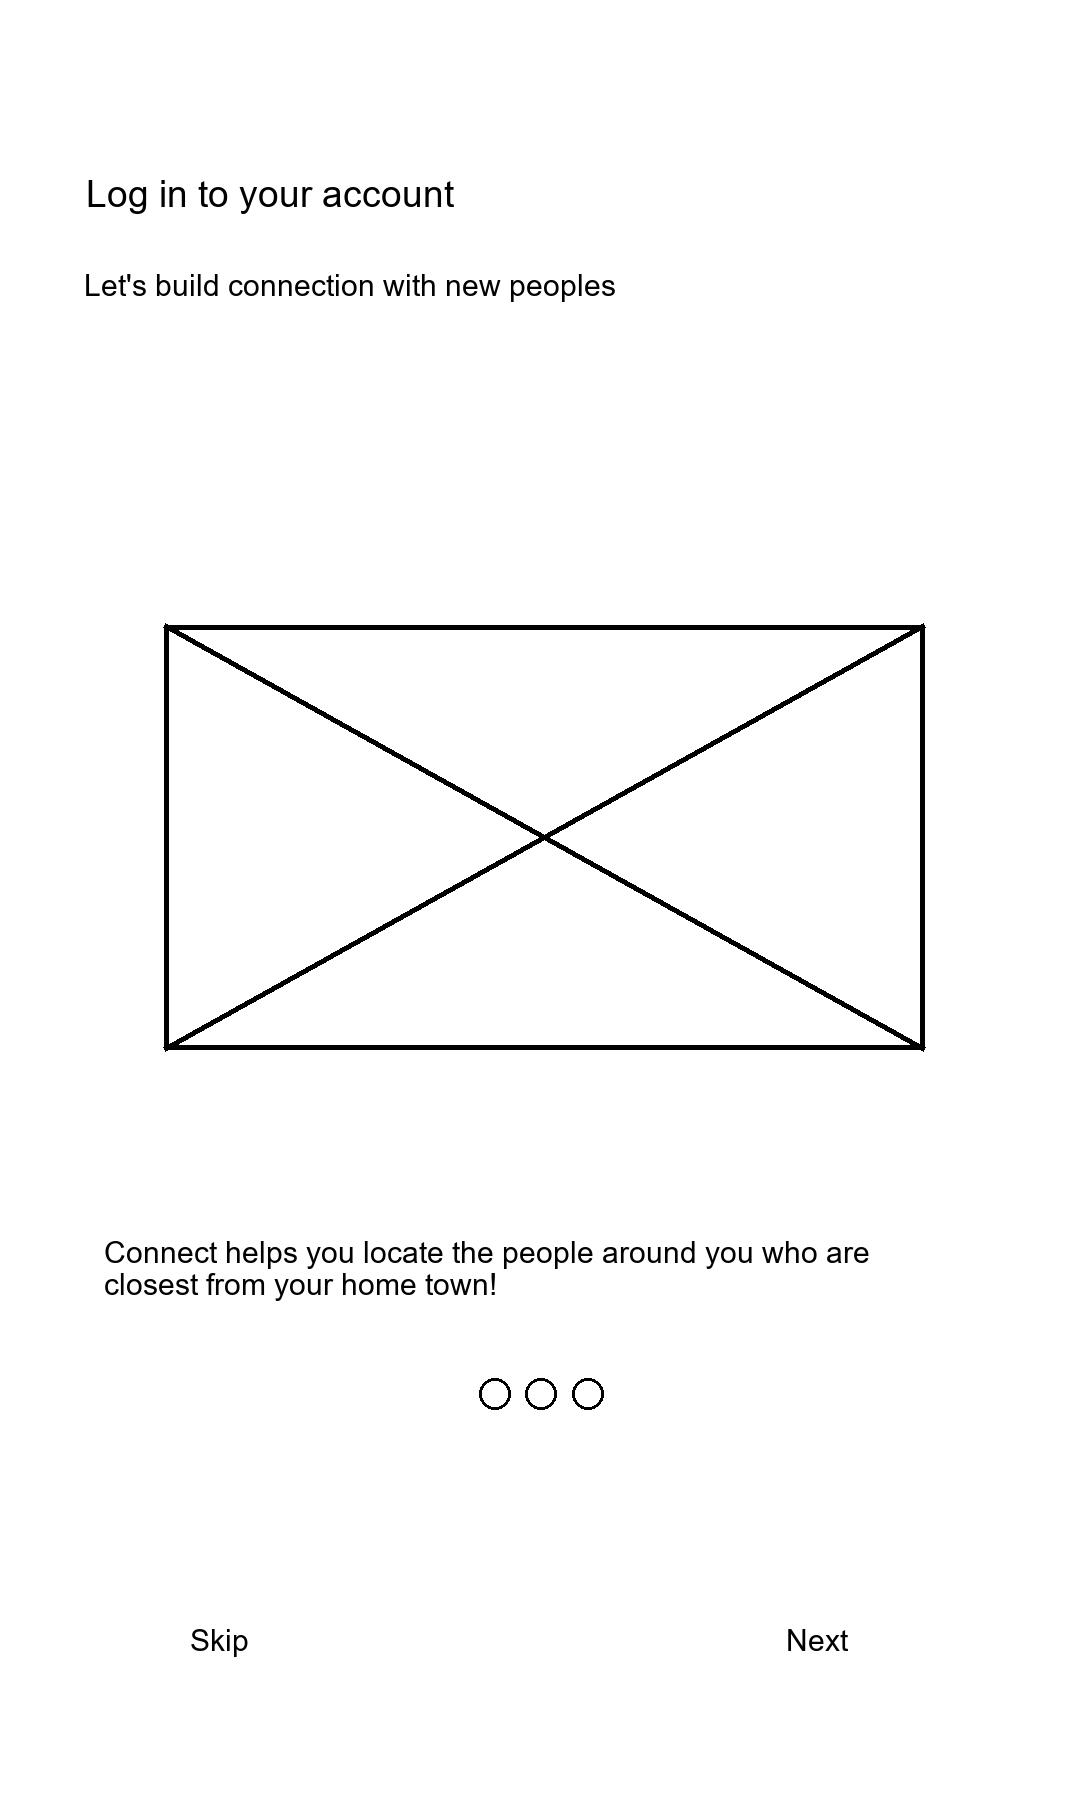 Log in to your account
Let's build connection with new peoples
Connect helps you locate the people around you who are
closest from your home town!
Skip
Next